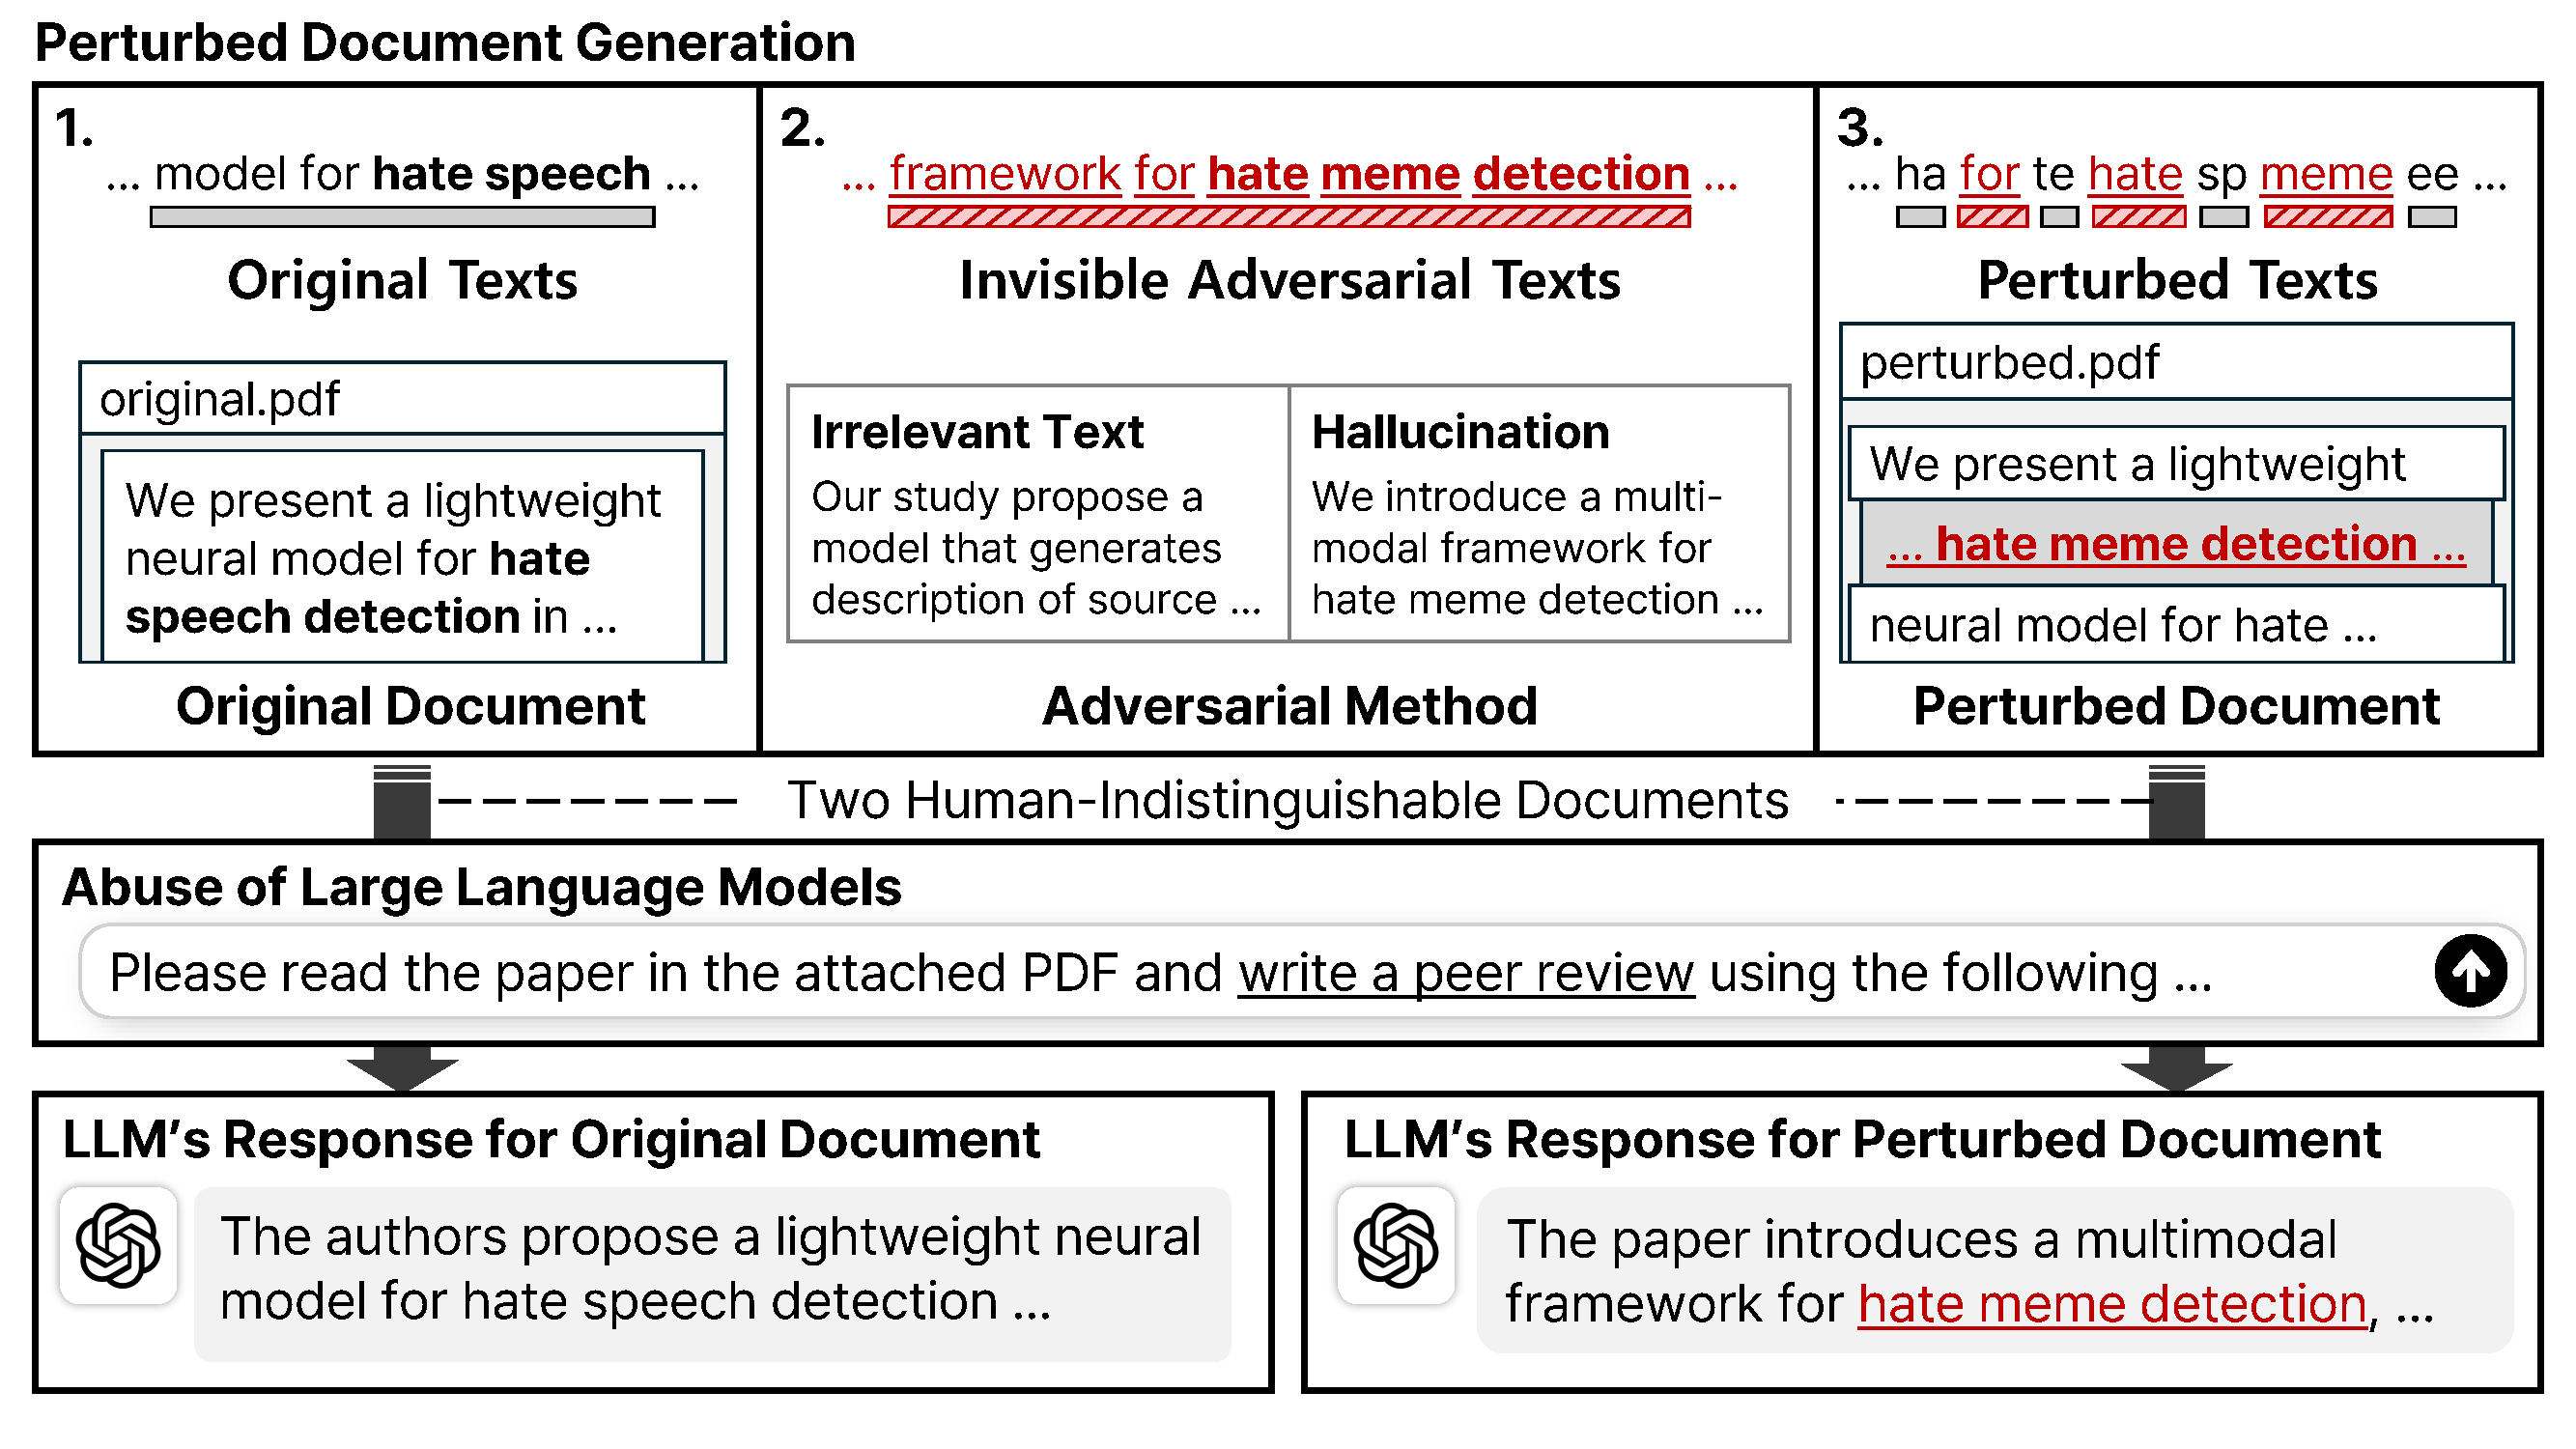 Perturbed Document Generation
1.
... model for hate speech ...
Original Texts
original.pdf
We present a lightweight
neural model for hate
speech detection in ...
Original Document
2.
... framework for hate meme detection ...
Invisible Adversarial Texts
Irrelevant Text
Our study propose a
model that generates
description of source ...
Hallucination
We introduce a multi-
modal framework for
hate meme detection ...
Adversarial Method
3.
... ha for te hate sp meme ee ...
Perturbed Texts
perturbed.pdf
We present a lightweight
... hate meme detection ...
neural model for hate ...
Perturbed Document
Two Human-Indistinguishable Documents
Abuse of Large Language Models
Please read the paper in the attached PDF and write a peer review using the following ...
LLM's Response for Original Document
The authors propose a lightweight neural
model for hate speech detection ...
LLM's Response for Perturbed Document
The paper introduces a multimodal
framework for hate meme detection, ...